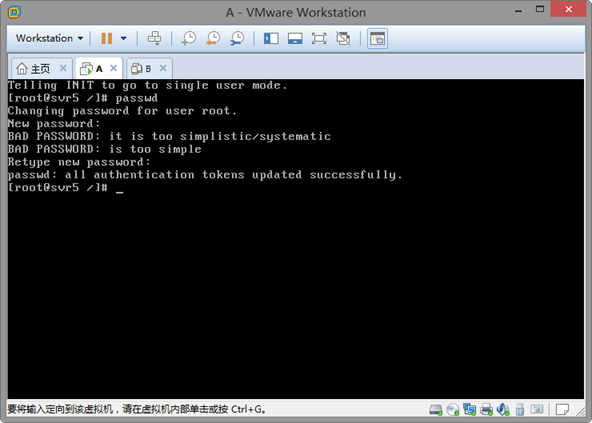 A - VMware Workstation
Workstation
主页
A
B
Telling INIT to go to single user mode.
[root@svr5 /]# passwd
Changing password for user root.
New password:
BAD PASSWORD: it is too simplistic/systematic
BAD PASSWORD: is too simple
Retype new password:
passwd: all authentication tokens updated successfully.
[root@svr5 /]# _
要将输入定向到该虚拟机，请在虚拟机内部单击或按 Ctrl+G。